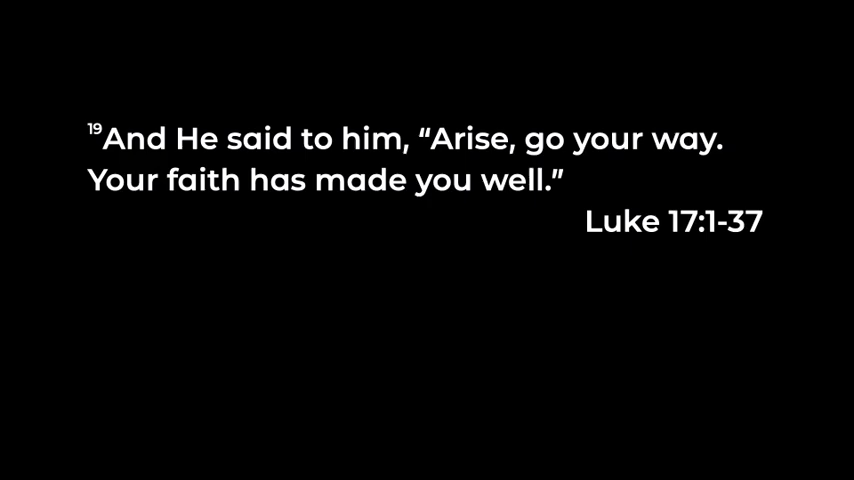 19And He said to him, “Arise, go your way.
Your faith has made you well.”
Luke 17:1-37